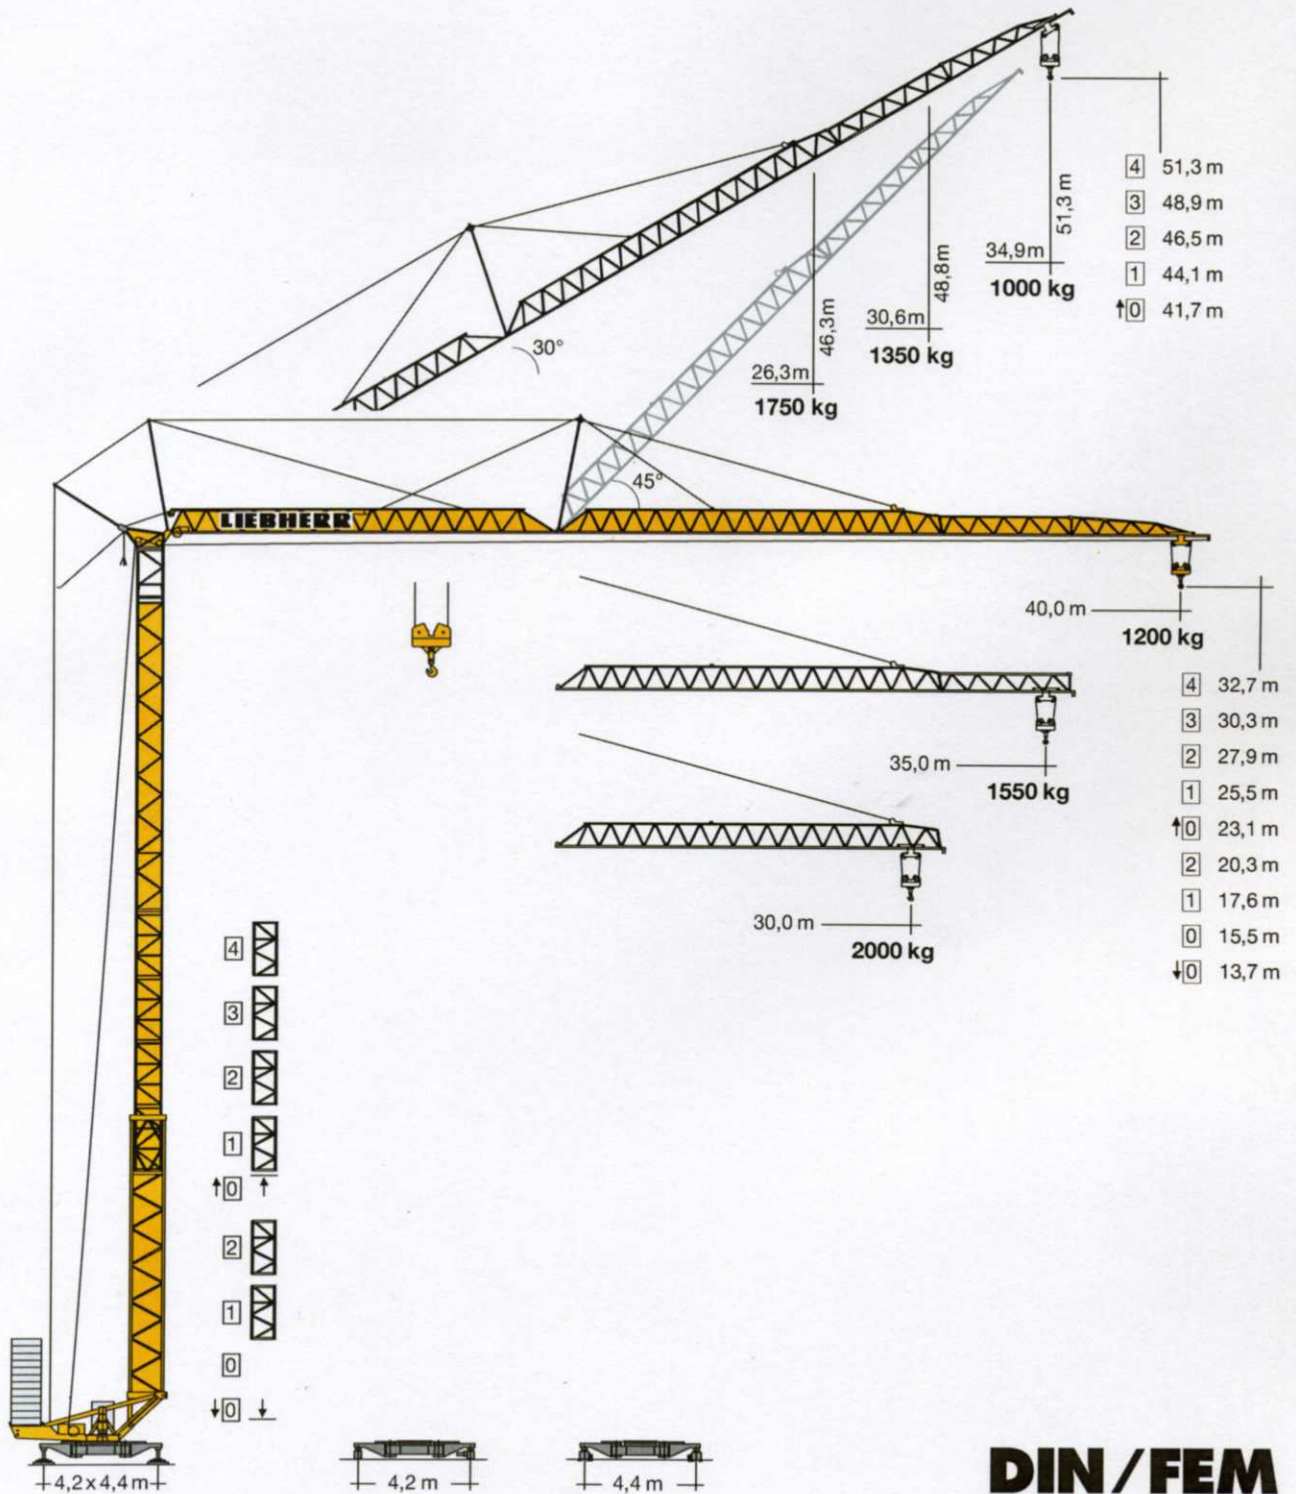 4 51,3 m
3 48,9 m
2 46,5 m
1 44,1 m
↑0 41,7 m
51,3 m
34,9m
1000 kg
48,8m
30,6m
1350 kg
46,3m
26,3m
1750 kg
30°
45°
LIEBHERR
40,0 m
1200 kg
4 32,7 m
3 30,3 m
2 27,9 m
1 25,5 m
↑0 23,1 m
2 20,3 m
1 17,6 m
0 15,5 m
↓0 13,7 m
35,0 m
1550 kg
30,0 m
2000 kg
4
3
2
1
↑0 ↑
2
1
0
↓0 ↓
4,2x4,4m
4,2 m
4,4 m
DIN/FEM